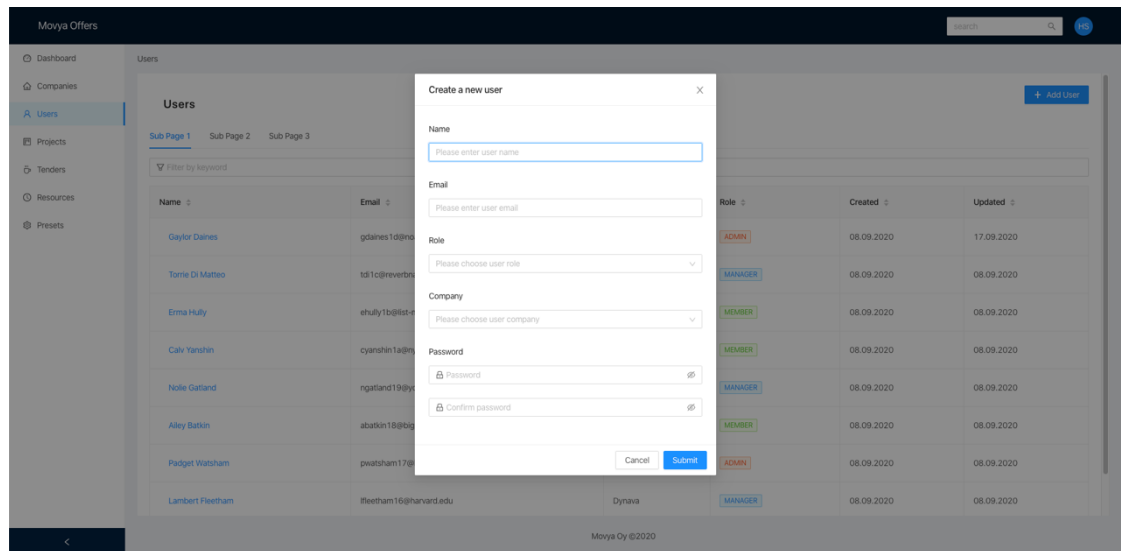 Movya Offers
search
HS
Dashboard
Companies
Users
Projects
Tenders
Resources
Presets
Users
Users
+ Add User
Sub Page 1 Sub Page 2 Sub Page 3
Filter by keyword
Name Email Role Created Updated
Gaylor Daines gdaines1d@no ADMIN 08.09.2020 17.09.2020
Torrie Di Matteo tdi1c@reverbn MANAGER 08.09.2020 08.09.2020
Erma Hully ehully1b@list-m MEMBER 08.09.2020 08.09.2020
Calv Yanshin cyanshin1a@ny MEMBER 08.09.2020 08.09.2020
Nolie Gatland ngatland19@yo MANAGER 08.09.2020 08.09.2020
Ailey Batkin abatkin18@big MEMBER 08.09.2020 08.09.2020
Padget Watsham pwatsham17@ ADMIN 08.09.2020 08.09.2020
Lambert Fleetham lfleetham16@harvard.edu Dynava MANAGER 08.09.2020 08.09.2020
Create a new user
Name
Please enter user name
Email
Please enter user email
Role
Please choose user role
Company
Please choose user company
Password
Password
Confirm password
Cancel Submit
Movya Oy ©2020